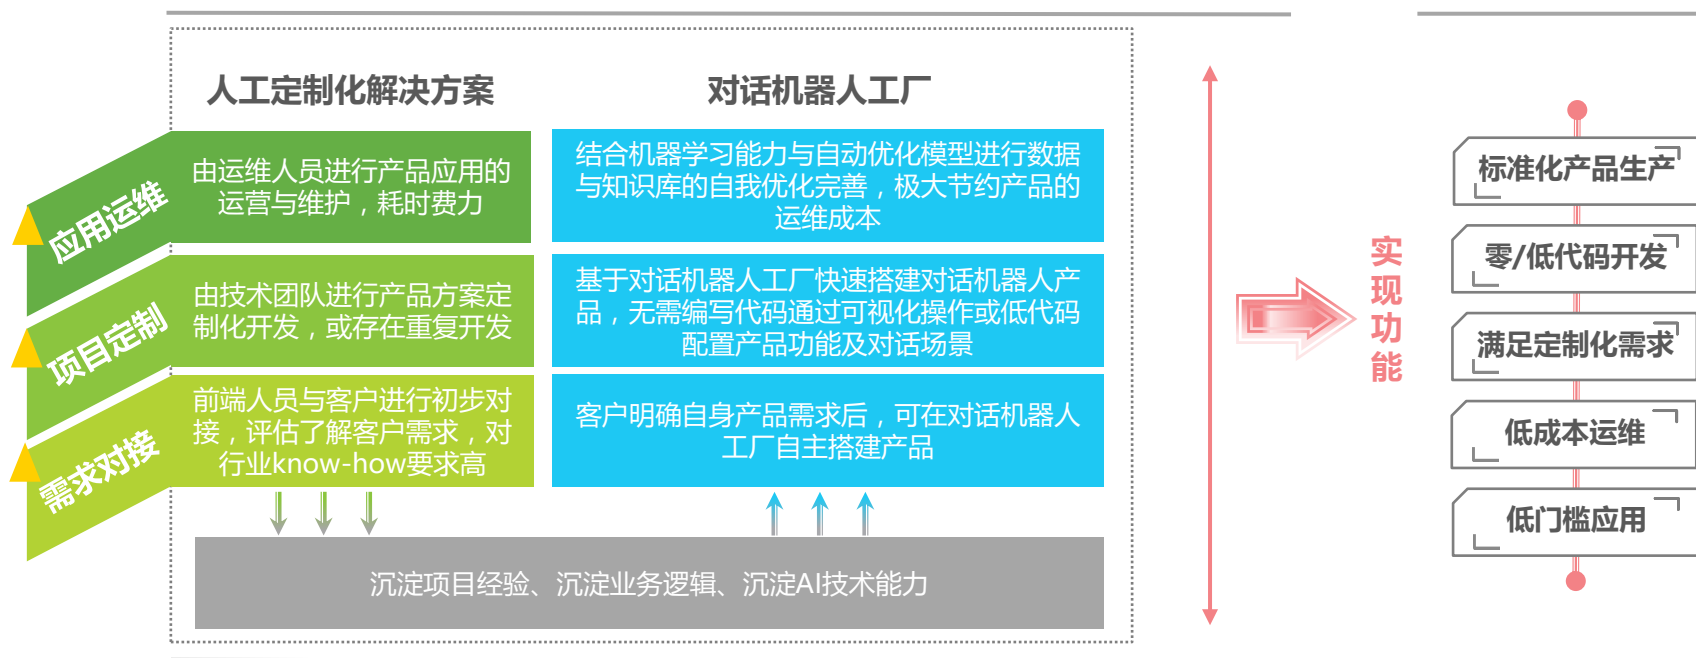 人工定制化解决方案
对话机器人工厂
应用运维
由运维人员进行产品应用的
运营与维护，耗时费力
结合机器学习能力与自动优化模型进行数据
与知识库的自我优化完善，极大节约产品的
运维成本
项目定制
由技术团队进行产品方案定
制化开发，或存在重复开发
基于对话机器人工厂快速搭建对话机器人产
品，无需编写代码通过可视化操作或低代码
配置产品功能及对话场景
需求对接
前端人员与客户进行初步对
接，评估了解客户需求，对
行业know-how要求高
客户明确自身产品需求后，可在对话机器人
工厂自主搭建产品
沉淀项目经验、沉淀业务逻辑、沉淀AI技术能力
实现功能
标准化产品生产
零/低代码开发
满足定制化需求
低成本运维
低门槛应用